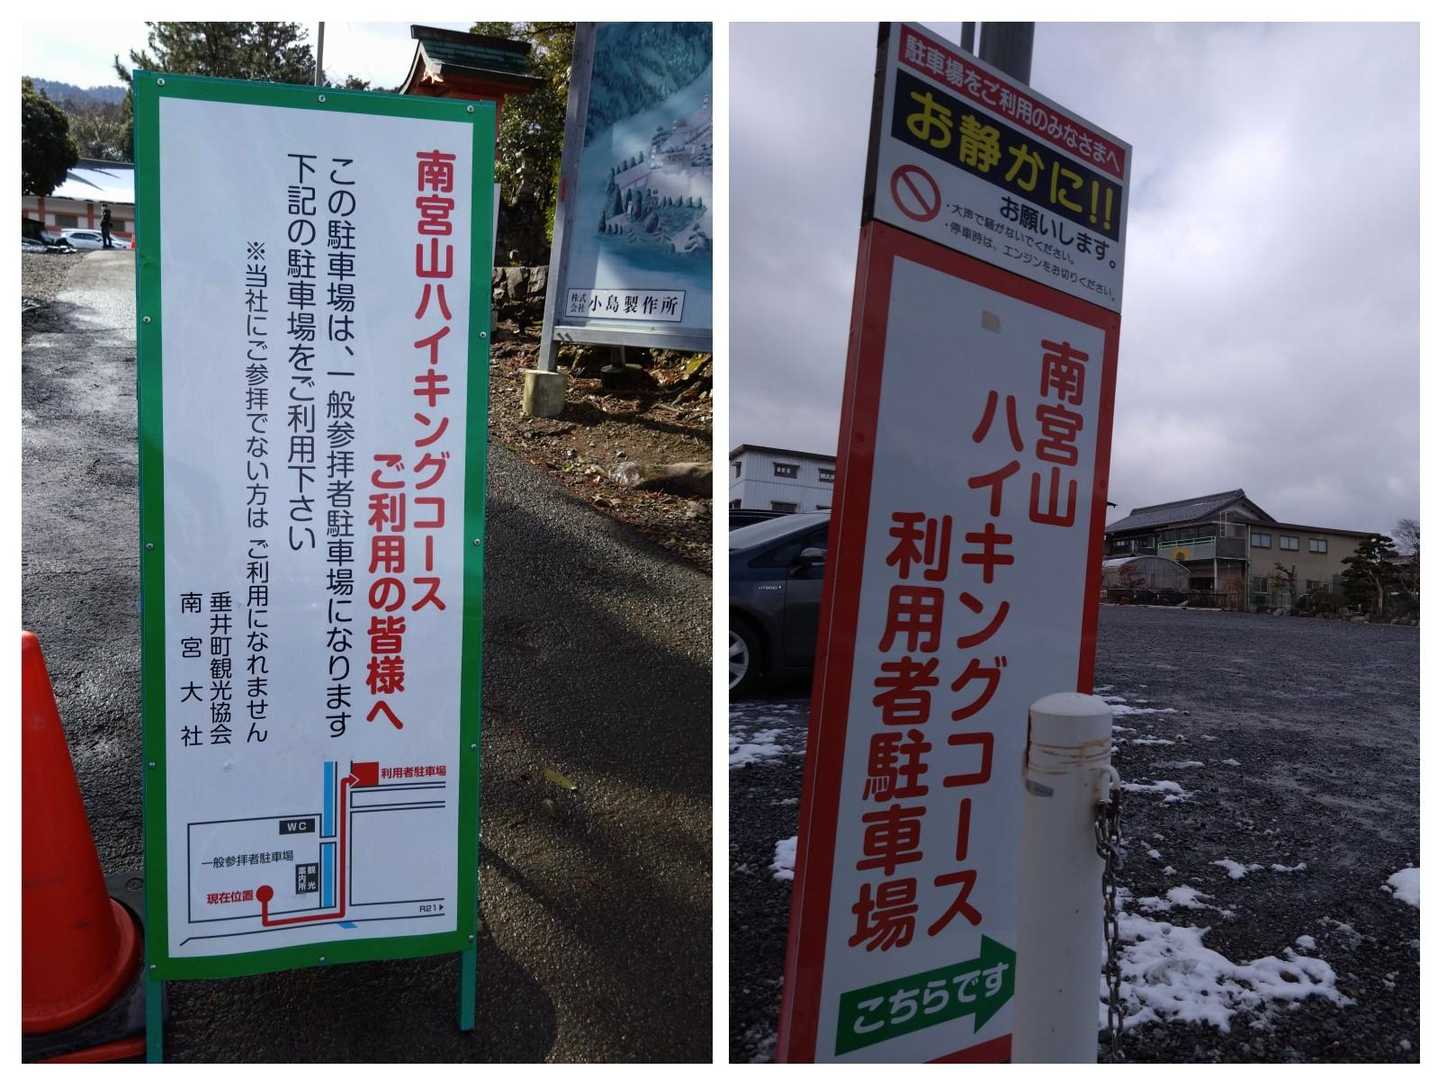 南宮山ハイキングコース
ご利用の皆様へ
この駐車場は、一般参拝者駐車場になります
下記の駐車場をご利用下さい
※当社にご参拝でない方は ご利用になれません
垂井町観光協会
南宮大社
利用者駐車場
WC
一般参拝者駐車場
観光案内所
現在位置
R21
株式会社 小島製作所
駐車場をご利用のみなさまへ
お静かに!!
お願いします。
・大声で騒がないでください。
・停車時は、エンジンをお切りください。
南宮山
ハイキングコース
利用者駐車場
こちらです